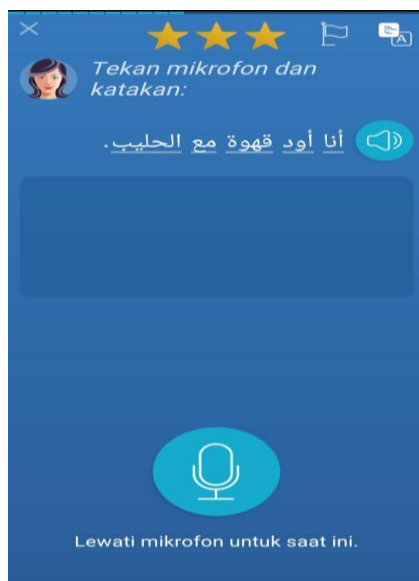 Tekan mikrofon dan
katakan:
أنا أود قهوة مع الحليب.
Lewati mikrofon untuk saat ini.